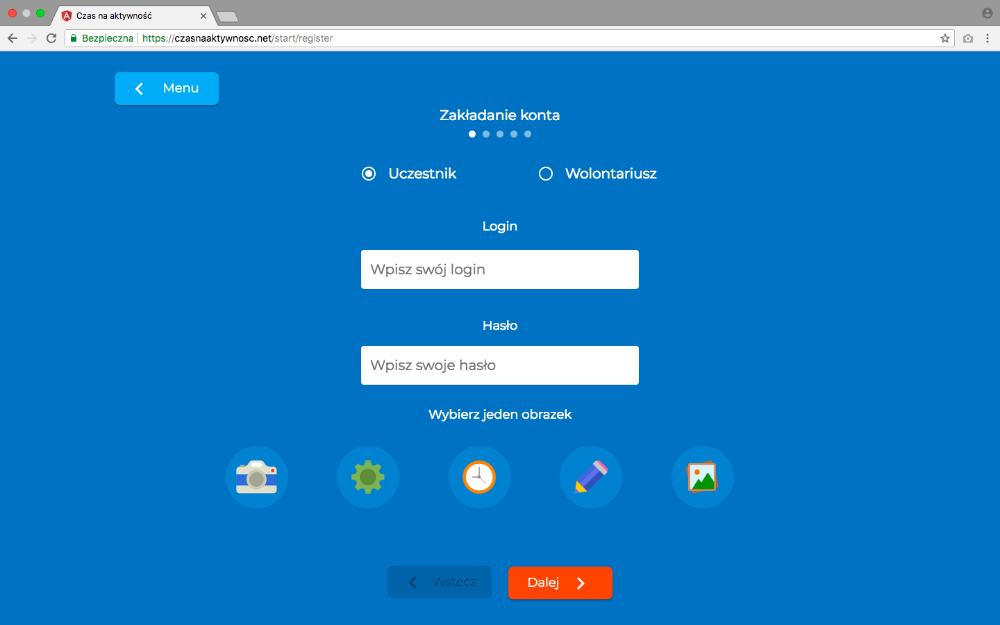 Czas na aktywność
Bezpieczna https://czasnaaktywnosc.net/start/register
Menu
Zakładanie konta
Uczestnik Wolontariusz
Login
Wpisz swój login
Hasło
Wpisz swoje hasło
Wybierz jeden obrazek
Wstecz Dalej